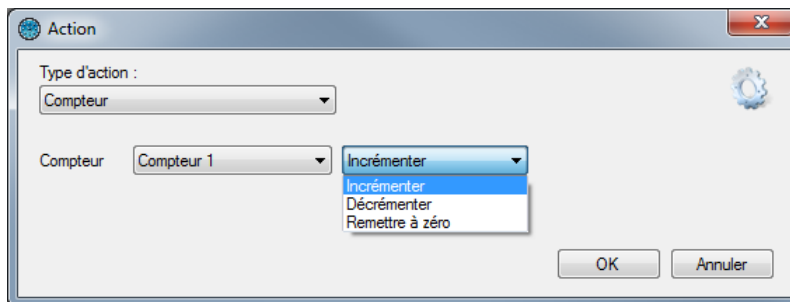 Action
Type d'action :
Compteur
Compteur Compteur 1 Incrémenter
Incrémenter
Décrémenter
Remettre à zéro
OK Annuler